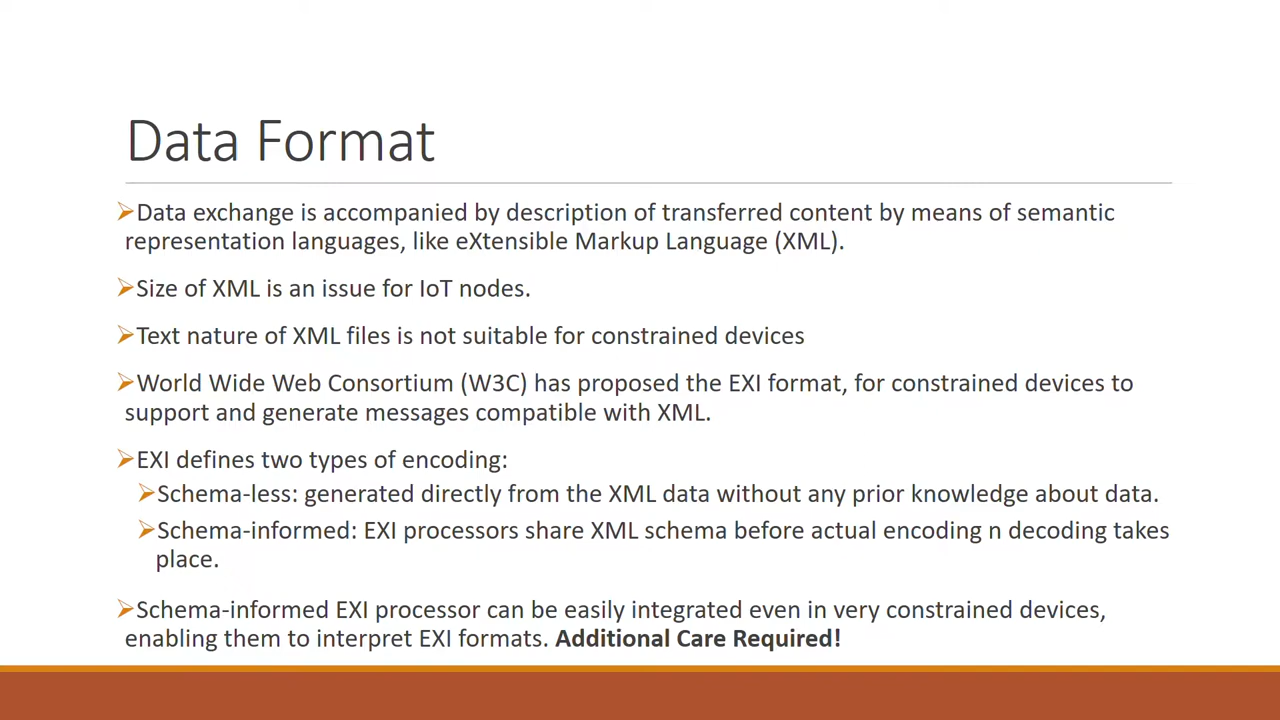 Data Format
➢Data exchange is accompanied by description of transferred content by means of semantic
representation languages, like eXtensible Markup Language (XML).
➢Size of XML is an issue for IoT nodes.
➢Text nature of XML files is not suitable for constrained devices
➢World Wide Web Consortium (W3C) has proposed the EXI format, for constrained devices to
support and generate messages compatible with XML.
➢EXI defines two types of encoding:
➢Schema-less: generated directly from the XML data without any prior knowledge about data.
➢Schema-informed: EXI processors share XML schema before actual encoding n decoding takes
place.
➢Schema-informed EXI processor can be easily integrated even in very constrained devices,
enabling them to interpret EXI formats. Additional Care Required!